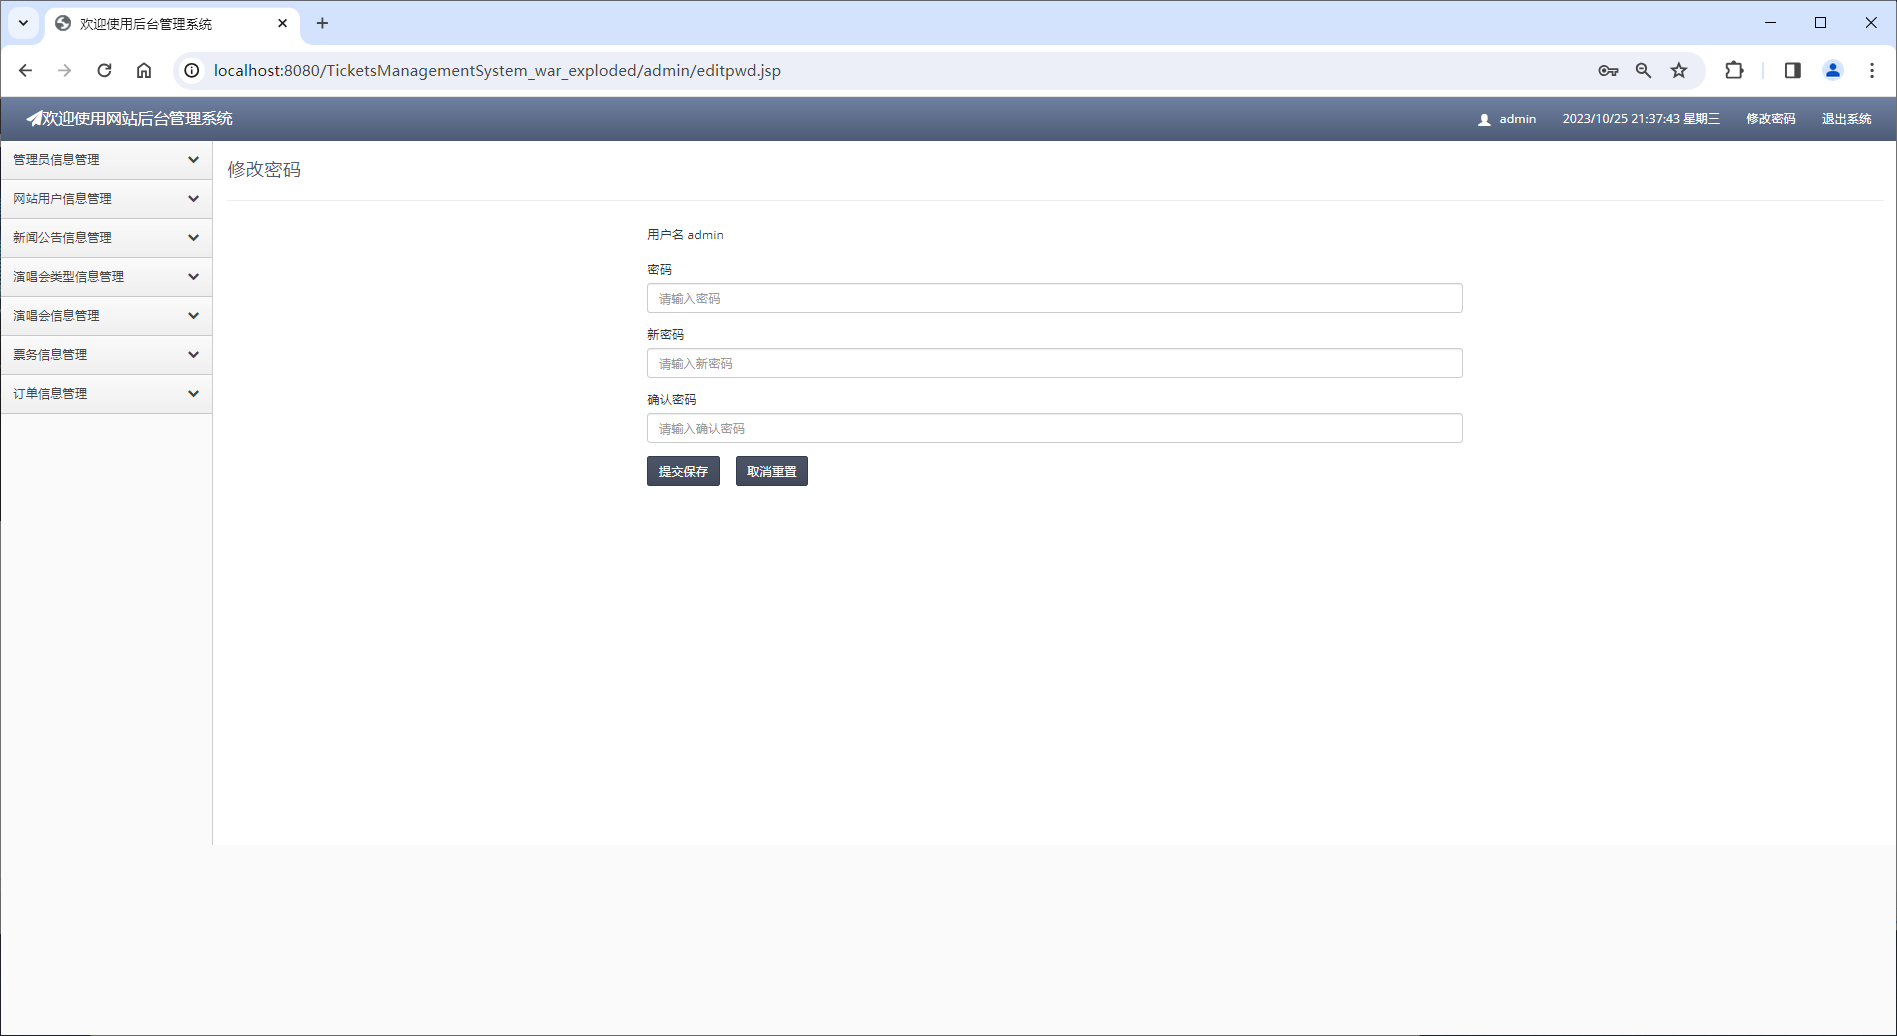 欢迎使用后台管理系统
localhost:8080/TicketsManagementSystem_war_exploded/admin/editpwd.jsp
欢迎使用网站后台管理系统
admin 2023/10/25 21:37:43 星期三 修改密码 退出系统
管理员信息管理
网站用户信息管理
新闻公告信息管理
演唱会类型信息管理
演唱会信息管理
票务信息管理
订单信息管理
修改密码
用户名 admin
密码
请输入密码
新密码
请输入新密码
确认密码
请输入确认密码
提交保存 取消重置